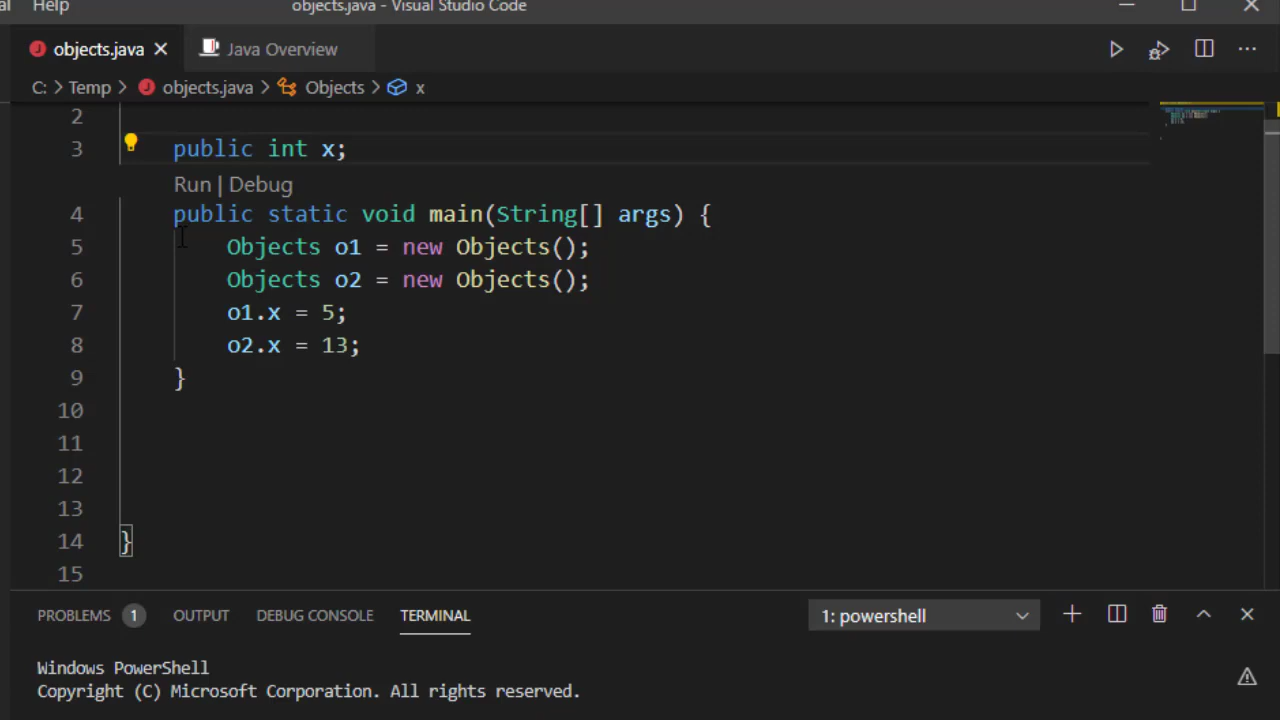 Help objects.java - Visual Studio Code
objects.java Java Overview
C: > Temp > objects.java > Objects > x
2
3 public int x;
Run | Debug
4 public static void main(String[] args) {
5 Objects o1 = new Objects();
6 Objects o2 = new Objects();
7 o1.x = 5;
8 o2.x = 13;
9 }
10
11
12
13
14 }
15
PROBLEMS 1 OUTPUT DEBUG CONSOLE TERMINAL 1: powershell
Windows PowerShell
Copyright (C) Microsoft Corporation. All rights reserved.